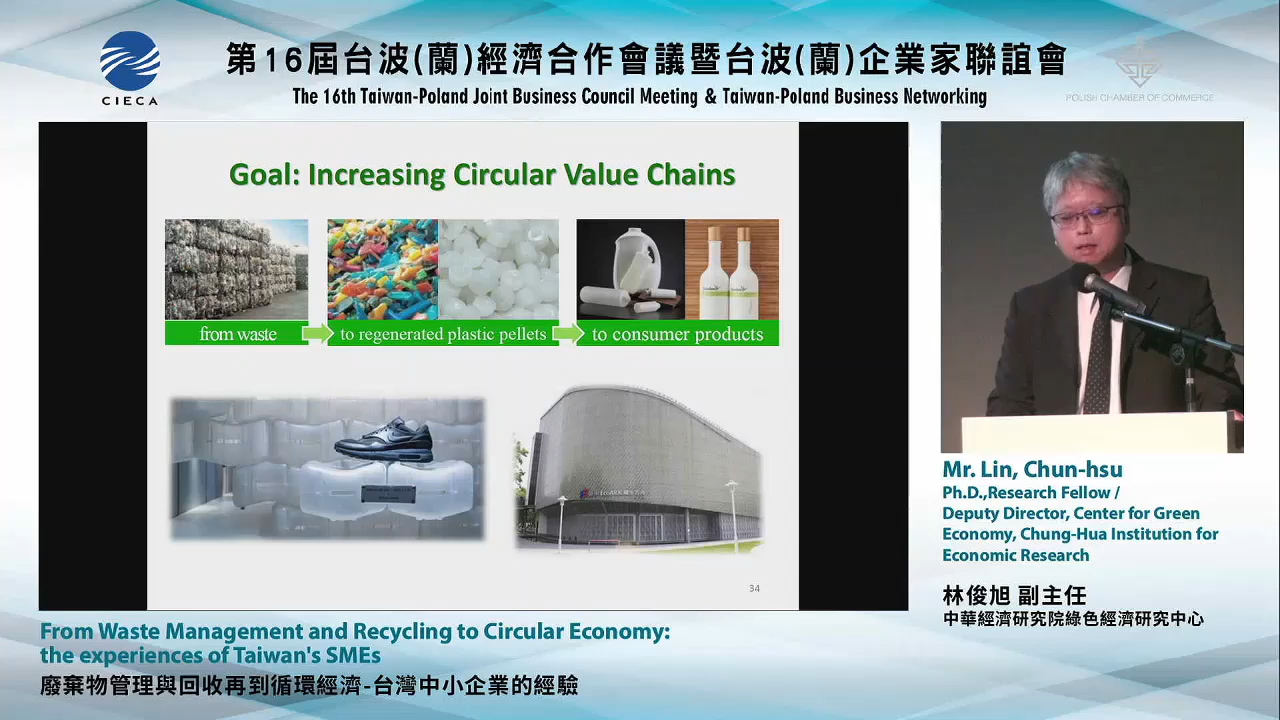 CIECA
第16屆台波(蘭)經濟合作會議暨台波(蘭)企業家聯誼會
The 16th Taiwan-Poland Joint Business Council Meeting & Taiwan-Poland Business Networking
POLISH CHAMBER OF COMMERCE
Goal: Increasing Circular Value Chains
from waste
to regenerated plastic pellets
to consumer products
34
Mr. Lin, Chun-hsu
Ph.D.,Research Fellow /
Deputy Director, Center for Green
Economy, Chung-Hua Institution for
Economic Research
林俊旭 副主任
中華經濟研究院綠色經濟研究中心
From Waste Management and Recycling to Circular Economy:
the experiences of Taiwan's SMEs
廢棄物管理與回收再到循環經濟-台灣中小企業的經驗